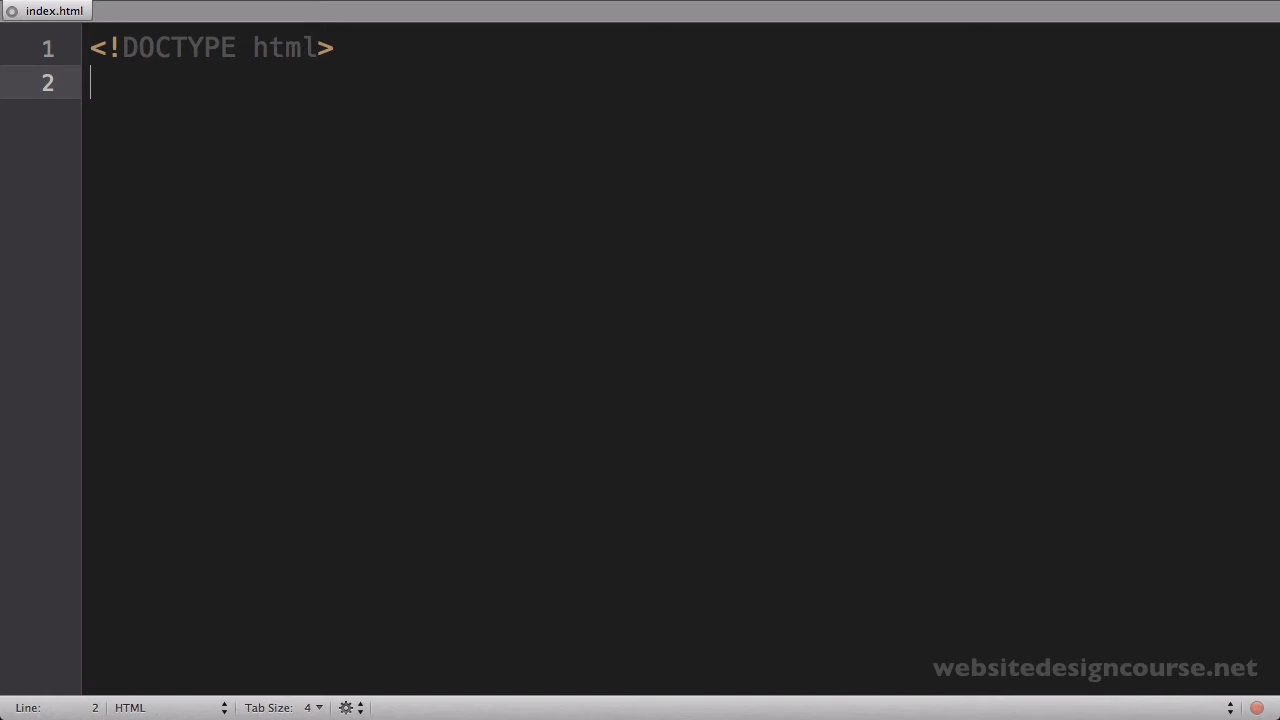 index.html
1 <!DOCTYPE html>
2
websitedesigncourse.net
Line: 2 HTML Tab Size: 4